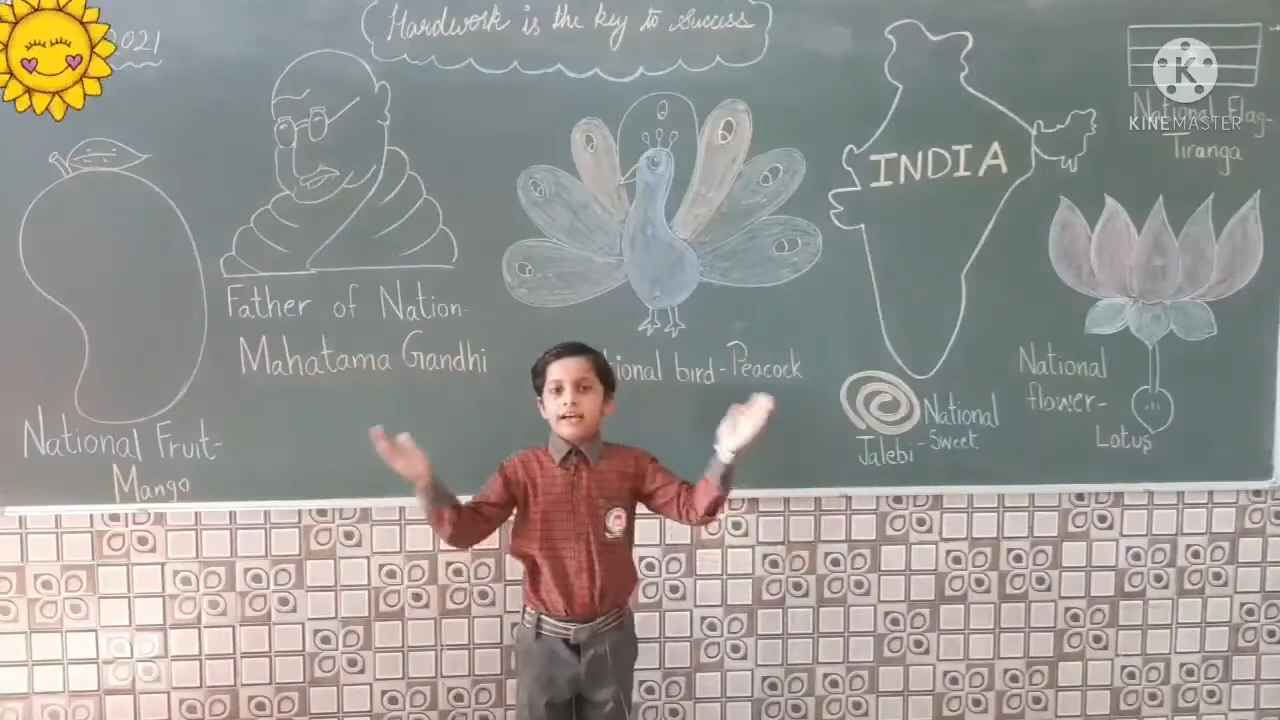 2021
Hardwork is the key to Success
KINEMASTER
National Flag-
Tiranga
INDIA
Father of Nation-
Mahatama Gandhi
National Fruit-
Mango
bird - Peacock
National
flower-
Lotus
Jalebi - National
Sweet